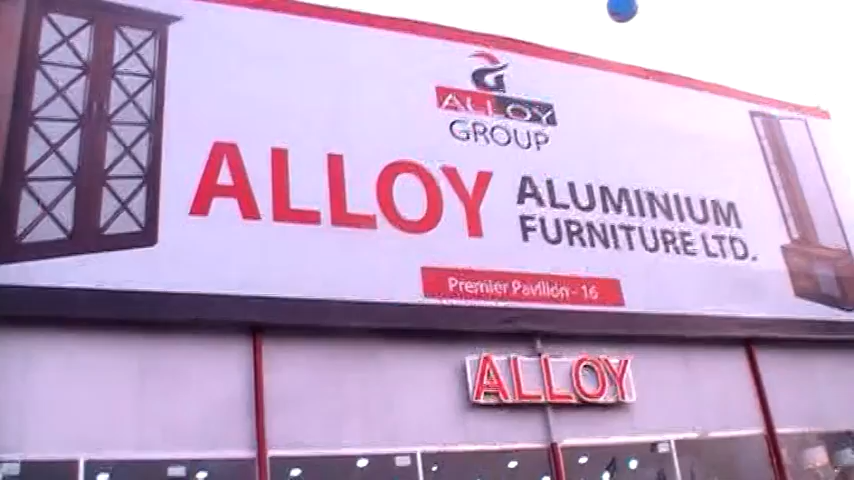 ALLOY
GROUP
ALLOY ALUMINIUM
FURNITURE LTD.
Premier Pavilion - 16
ALLOY